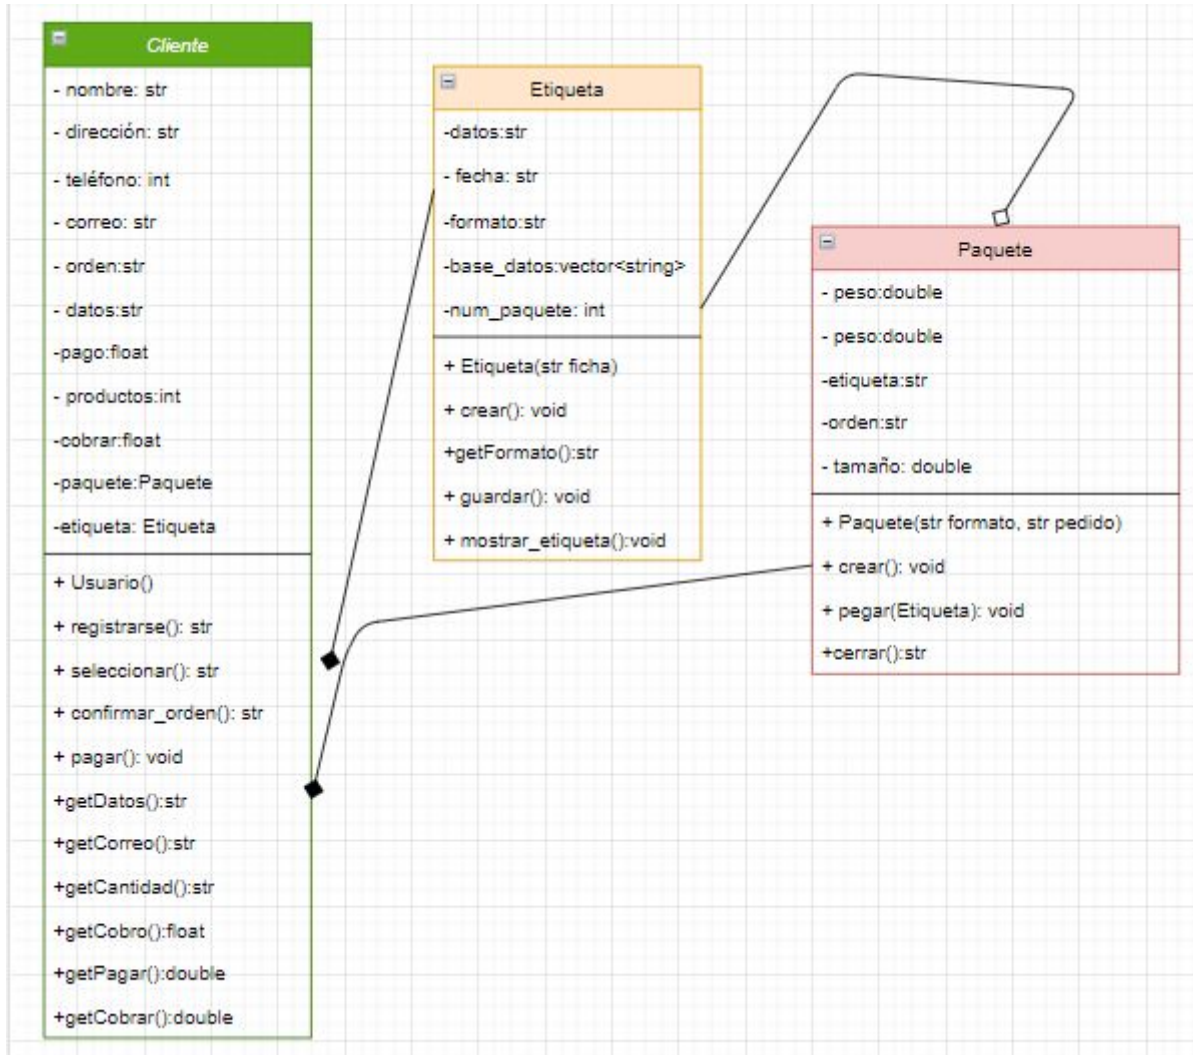 Cliente
- nombre: str
- dirección: str
- teléfono: int
- correo: str
- orden:str
- datos:str
-pago:float
- productos:int
-cobrar:float
-paquete:Paquete
-etiqueta: Etiqueta
+ Usuario()
+ registrarse(): str
+ seleccionar(): str
+ confirmar_orden(): str
+ pagar(): void
+getDatos():str
+getCorreo():str
+getCantidad():str
+getCobro():float
+getPagar():double
+getCobrar():double
Etiqueta
-datos:str
- fecha: str
-formato:str
-base_datos:vector<string>
-num_paquete: int
+ Etiqueta(str ficha)
+ crear(): void
+getFormato():str
+ guardar(): void
+ mostrar_etiqueta():void
Paquete
- peso:double
- peso:double
-etiqueta:str
-orden:str
- tamaño: double
+ Paquete(str formato, str pedido)
+ crear(): void
+ pegar(Etiqueta): void
+cerrar():str